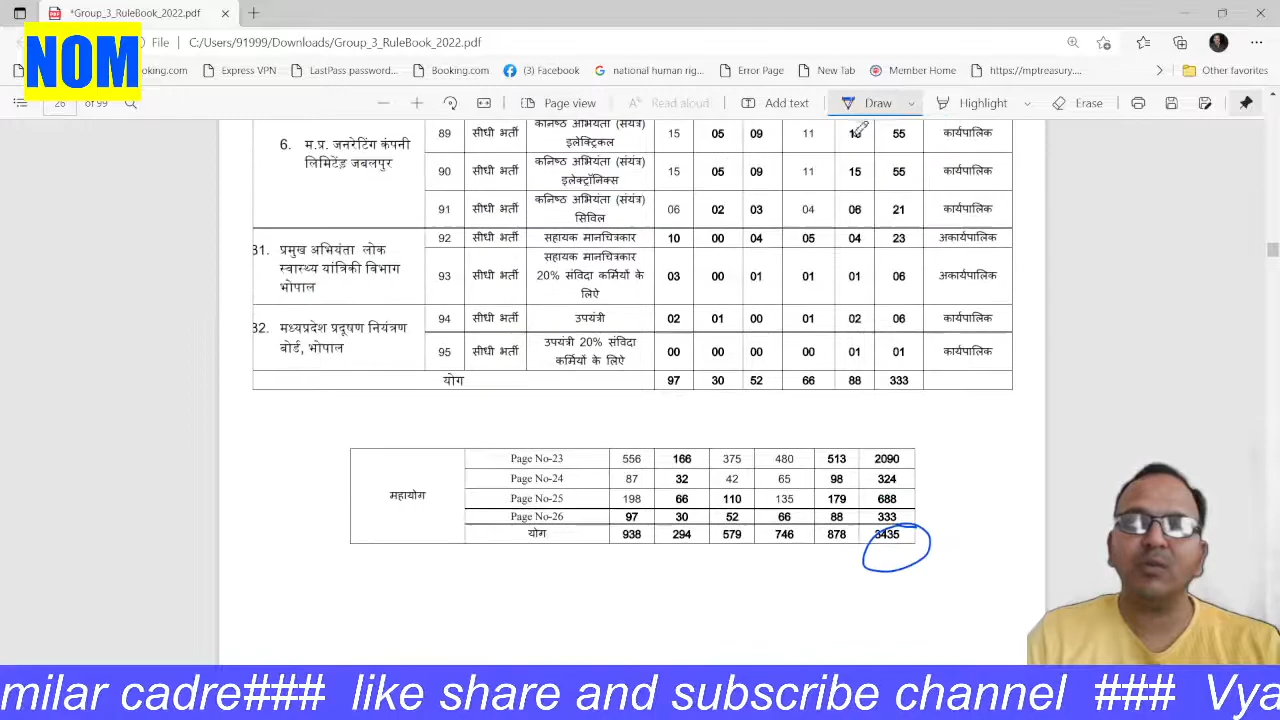 *Group_3_RuleBook_2022.pdf
NOM
File C:/Users/91999/Downloads/Group_3_RuleBook_2022.pdf
ooking.com Express VPN LastPass password... Booking.com (3) Facebook national human rig... Error Page New Tab Member Home https://mptreasury.... Other favorites
26 of 99 Page view Read aloud Add text Draw Highlight Erase
89 सीधी भर्ती कनिष्ठ अभियंता (संयंत्र) इलेक्ट्रिकल 15 05 09 11 55 कार्यपालिक
6. म.प्र. जनरेटिंग कंपनी
लिमिटेड़ जबलपुर
90 सीधी भर्ती कनिष्ठ अभियंता (संयंत्र) इलेक्ट्रॉनिक्स 15 05 09 11 15 55 कार्यपालिक
91 सीधी भर्ती कनिष्ठ अभियंता (संयंत्र) सिविल 06 02 03 04 06 21 कार्यपालिक
31. प्रमुख अभियंता लोक
स्वास्थ्य यांत्रिकी विभाग
भोपाल
92 सीधी भर्ती सहायक मानचित्रकार 10 00 04 05 04 23 अकार्यपालिक
93 सीधी भर्ती सहायक मानचित्रकार 20% संविदा कर्मियों के लिऐ 03 00 01 01 01 06 अकार्यपालिक
32. मध्यप्रदेश प्रदूषण नियंत्रण
बोर्ड, भोपाल
94 सीधी भर्ती उपयंत्री 02 01 00 01 02 06 कार्यपालिक
95 सीधी भर्ती उपयंत्री 20% संविदा कर्मियों के लिऐ 00 00 00 00 01 01 कार्यपालिक
योग 97 30 52 66 88 333
महायोग
Page No-23 556 166 375 480 513 2090
Page No-24 87 32 42 65 98 324
Page No-25 198 66 110 135 179 688
Page No-26 97 30 52 66 88 333
योग 938 294 579 746 878 3435
milar cadre### like share and subscribe channel ### Vya